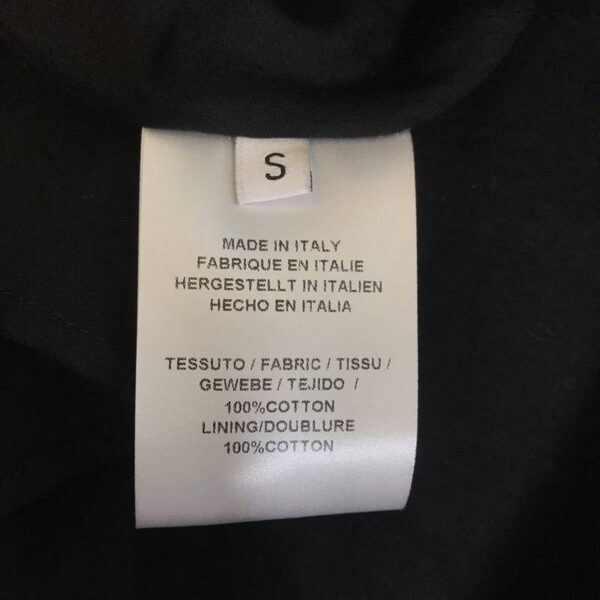 S
MADE IN ITALY
FABRIQUE EN ITALIE
HERGESTELLT IN ITALIEN
HECHO EN ITALIA
TESSUTO / FABRIC / TISSU /
GEWEBE / TEJIDO /
100%COTTON
LINING/DOUBLURE
100%COTTON